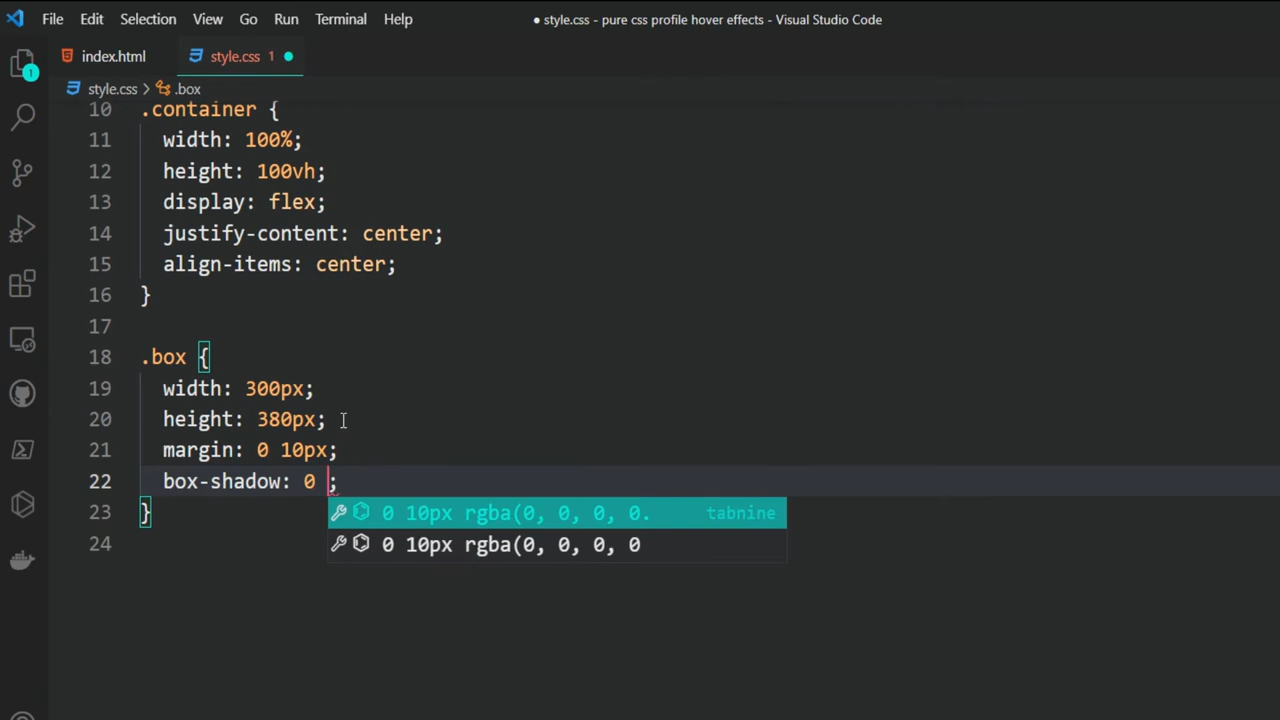 File Edit Selection View Go Run Terminal Help ● style.css - pure css profile hover effects - Visual Studio Code
index.html style.css 1 ●
1
style.css > .box
10 .container {
11 width: 100%;
12 height: 100vh;
13 display: flex;
14 justify-content: center;
15 align-items: center;
16 }
17
18 .box {
19 width: 300px;
20 height: 380px;
21 margin: 0 10px;
22 box-shadow: 0 ;
0 10px rgba(0, 0, 0, 0. tabnine
23 }
0 10px rgba(0, 0, 0, 0
24